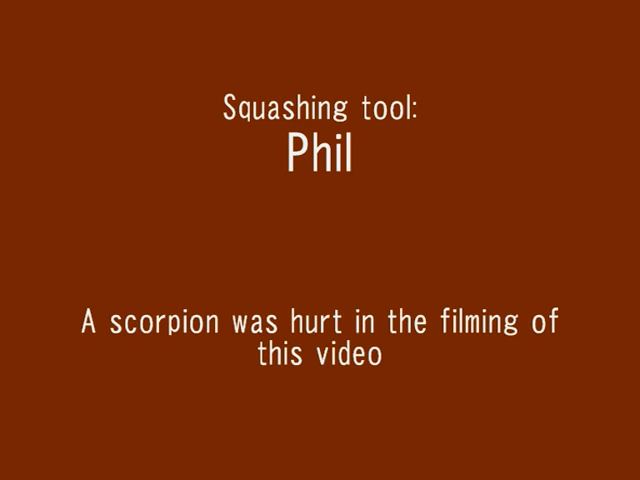 Squashing tool:
Phil
A scorpion was hurt in the filming of
this video